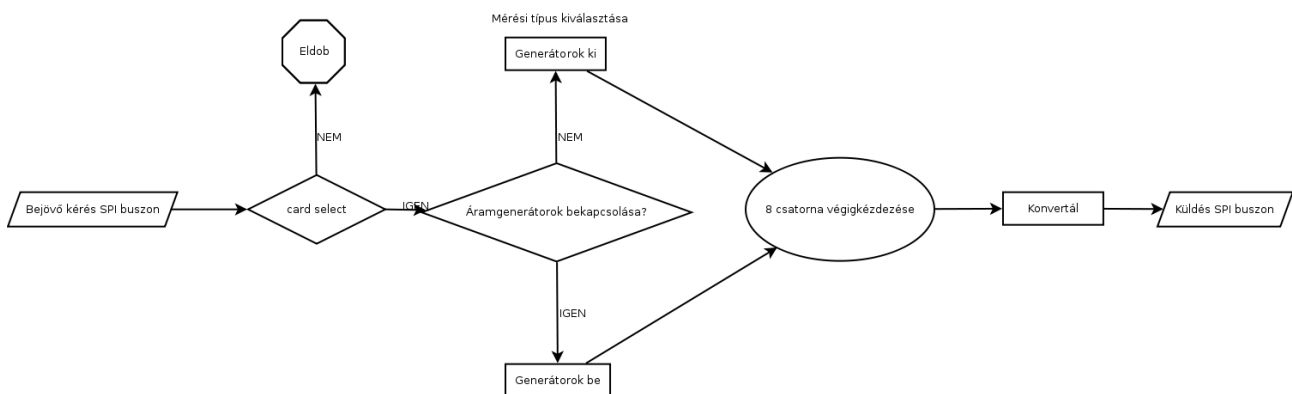 Mérési típus kiválasztása
Eldob
Generátorok ki
NEM
NEM
Bejövő kérés SPI buszon
card select
IGEN
Áramgenerátorok bekapcsolása?
8 csatorna végigkézdezése
Konvertál
Küldés SPI buszon
IGEN
Generátorok be